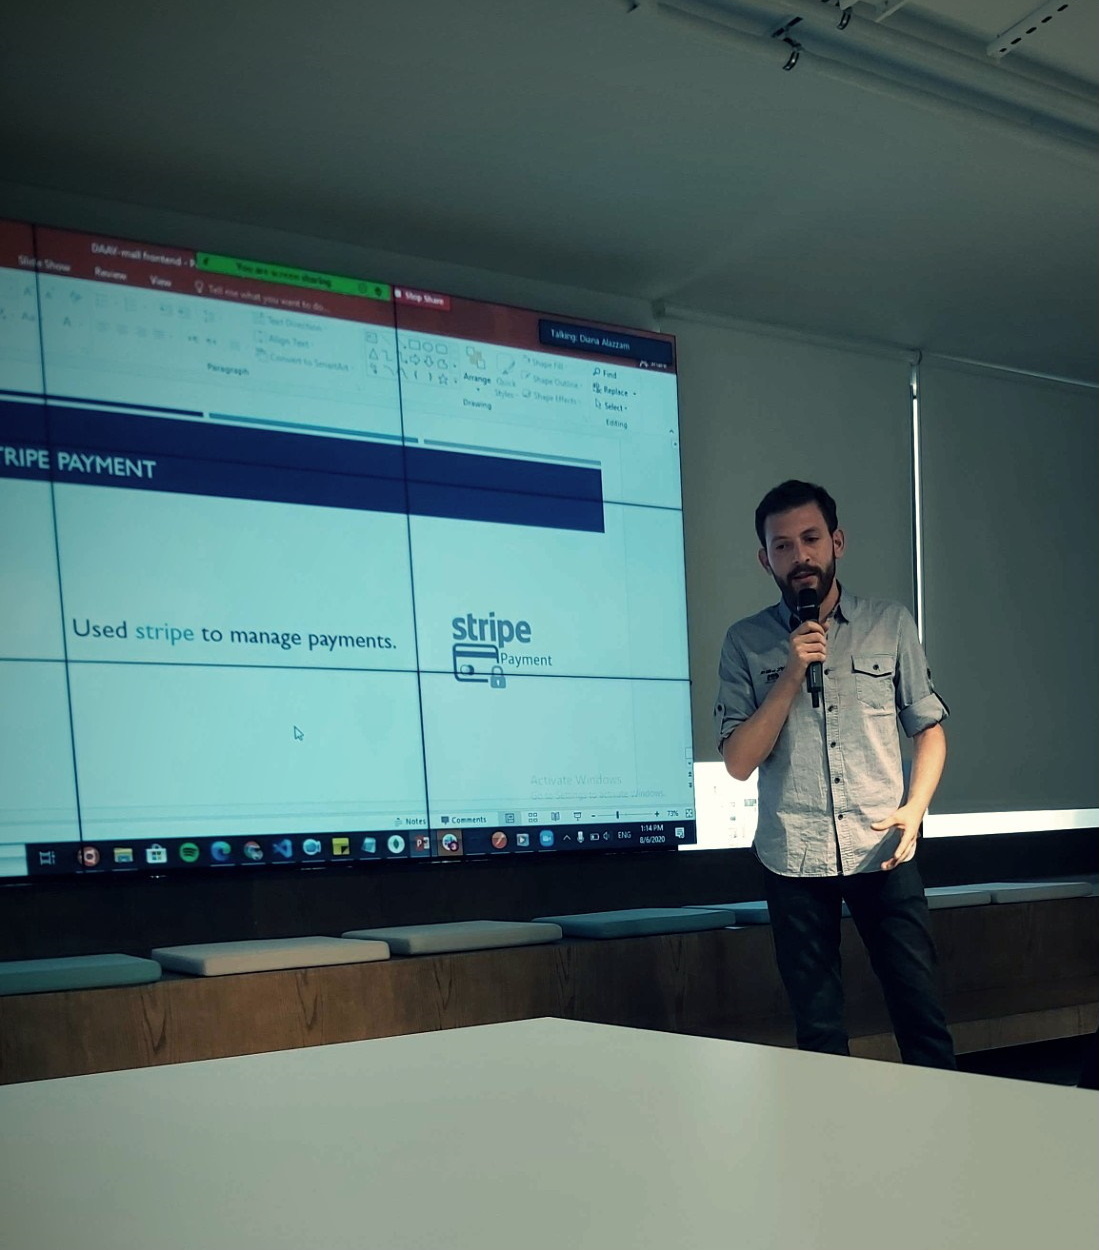 DAAV-mall frontend - P
You are screen sharing
Stop Share
Slide Show Review View Tell me what you want to do...
Talking: Diana Alazzam
Text Direction
Align Text
Convert to SmartArt
Paragraph
Arrange
Quick
Styles
Shape Fill
Shape Outline
Shape Effects
Drawing
Find
Replace
Select
Editing
TRIPE PAYMENT
Used stripe to manage payments.
stripe
Payment
Activate Windows
Go to Settings to activate Windows.
Notes Comments 73%
ENG 1:14 PM
8/6/2020